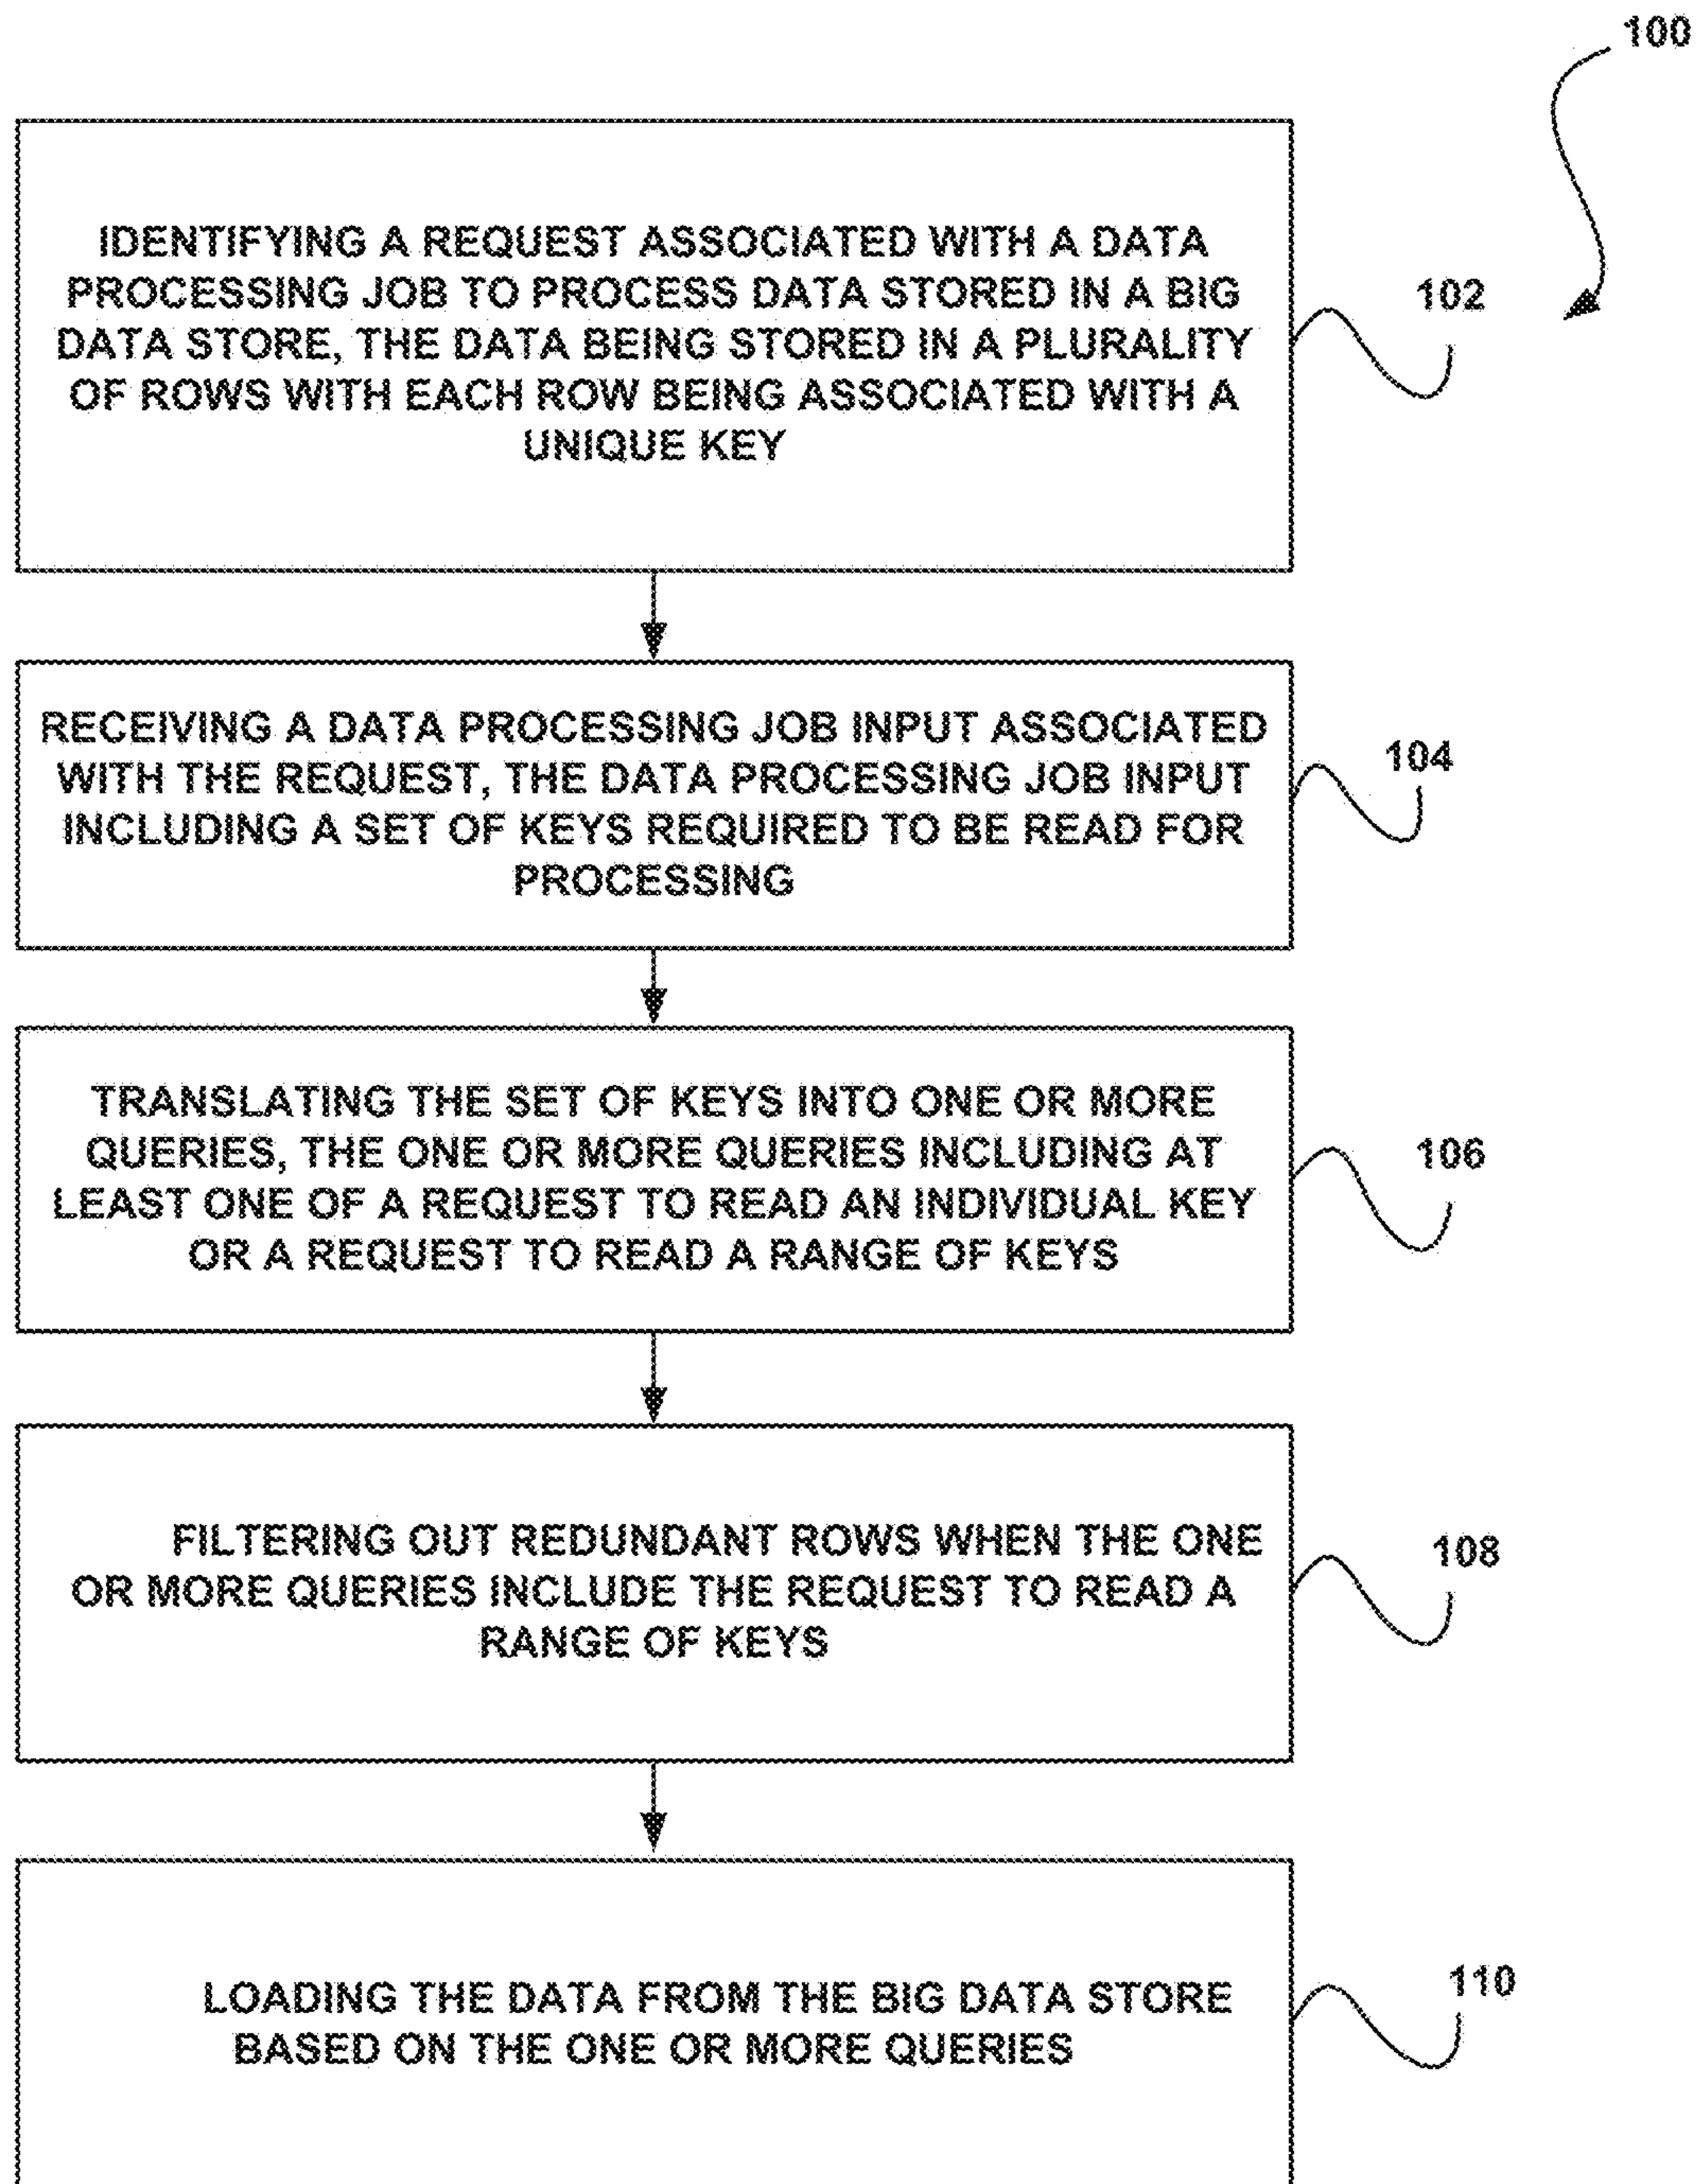 100
IDENTIFYING A REQUEST ASSOCIATED WITH A DATA
PROCESSING JOB TO PROCESS DATA STORED IN A BIG
DATA STORE, THE DATA BEING STORED IN A PLURALITY
OF ROWS WITH EACH ROW BEING ASSOCIATED WITH A
UNIQUE KEY
102
RECEIVING A DATA PROCESSING JOB INPUT ASSOCIATED
WITH THE REQUEST, THE DATA PROCESSING JOB INPUT
INCLUDING A SET OF KEYS REQUIRED TO BE READ FOR
PROCESSING
104
TRANSLATING THE SET OF KEYS INTO ONE OR MORE
QUERIES, THE ONE OR MORE QUERIES INCLUDING AT
LEAST ONE OF A REQUEST TO READ AN INDIVIDUAL KEY
OR A REQUEST TO READ A RANGE OF KEYS
106
FILTERING OUT REDUNDANT ROWS WHEN THE ONE
OR MORE QUERIES INCLUDE THE REQUEST TO READ A
RANGE OF KEYS
108
LOADING THE DATA FROM THE BIG DATA STORE
BASED ON THE ONE OR MORE QUERIES
110